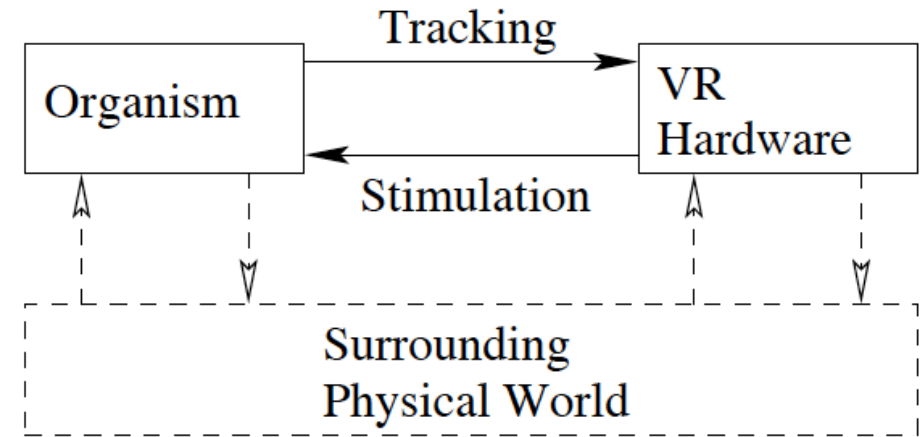 Tracking
Organism
VR
Hardware
Stimulation
Surrounding
Physical World